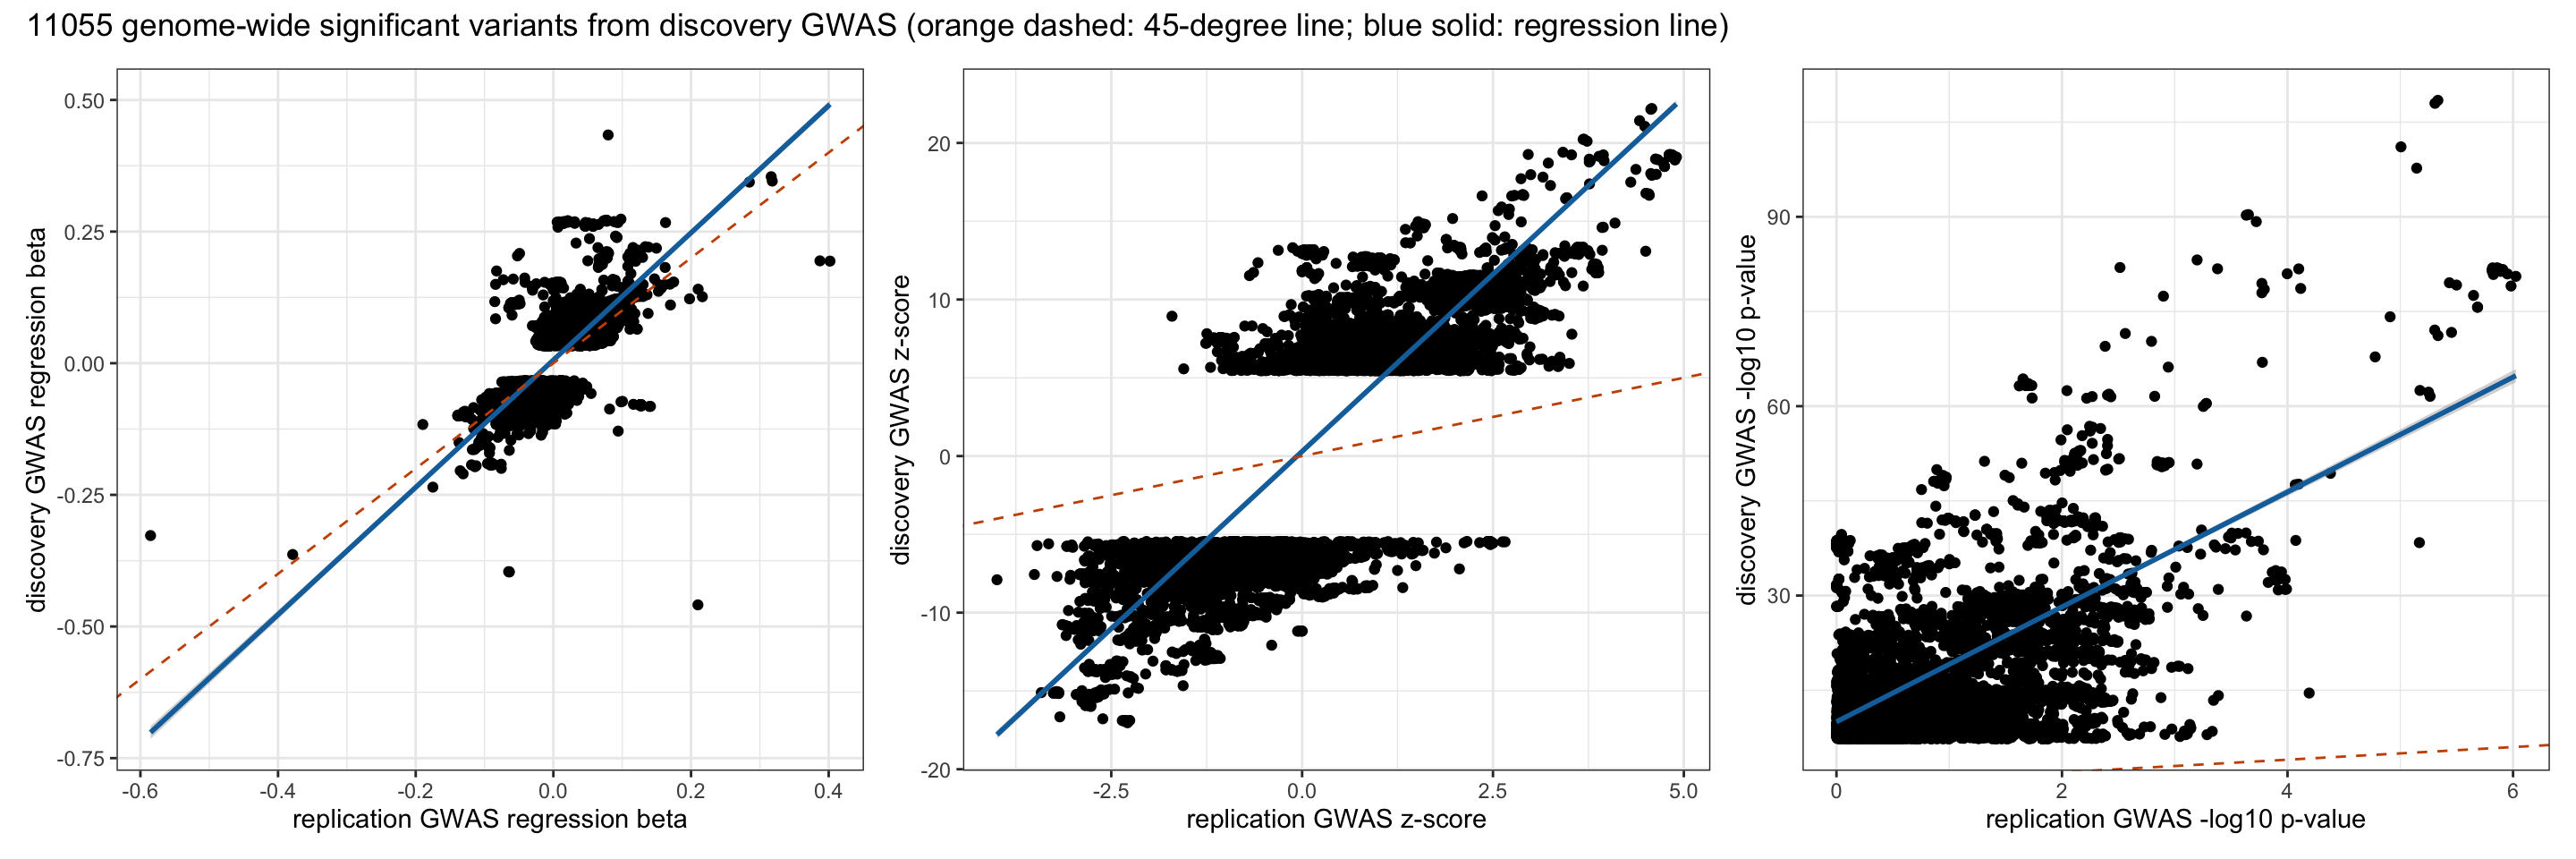 11055 genome-wide significant variants from discovery GWAS (orange dashed: 45-degree line; blue solid: regression line)
discovery GWAS regression beta
0.50
0.25
0.00
-0.25
-0.50
-0.75
-0.6 -0.4 -0.2 0.0 0.2 0.4
replication GWAS regression beta
discovery GWAS z-score
20
10
0
-10
-20
-2.5 0.0 2.5 5.0
replication GWAS z-score
discovery GWAS -log10 p-value
90
60
30
0 2 4 6
replication GWAS -log10 p-value